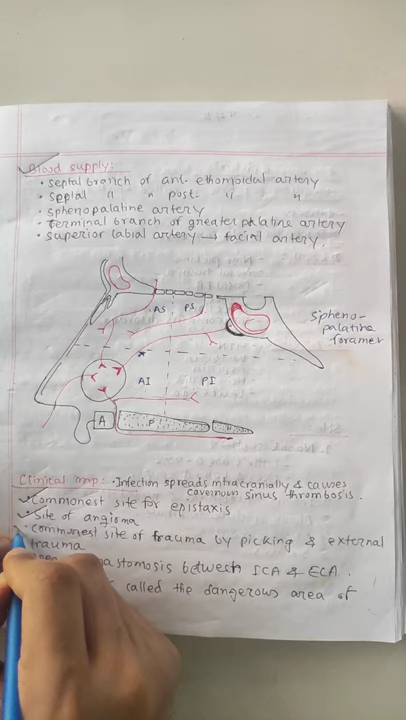 Blood supply:
• septal branch of ant. ethomoidal artery
• septal " " post. " "
• sphenopalatine artery
• terminal branch of greater palatine artery
• superior labial artery → facial artery.
AS PS
spheno-
palatine
foramen
AI PI
A P H
Clinical imp: • Infection spreads intracranially & causes
cavernous sinus thrombosis.
• commonest site for epistaxis
• site of angioma
• commonest site of trauma by picking & external
trauma
anastomosis between ICA & ECA.
called the dangerous area of